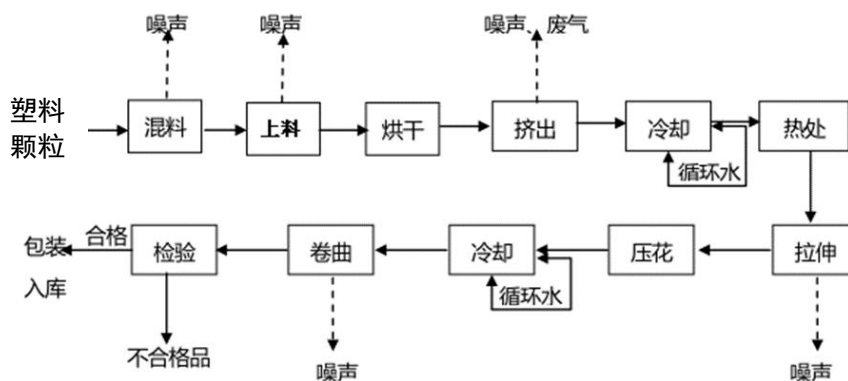 噪声
噪声
噪声、废气
塑料
颗粒
混料
上料
烘干
挤出
冷却
热处
循环水
包装
入库
合格
检验
卷曲
冷却
压花
拉伸
循环水
不合格品
噪声
噪声